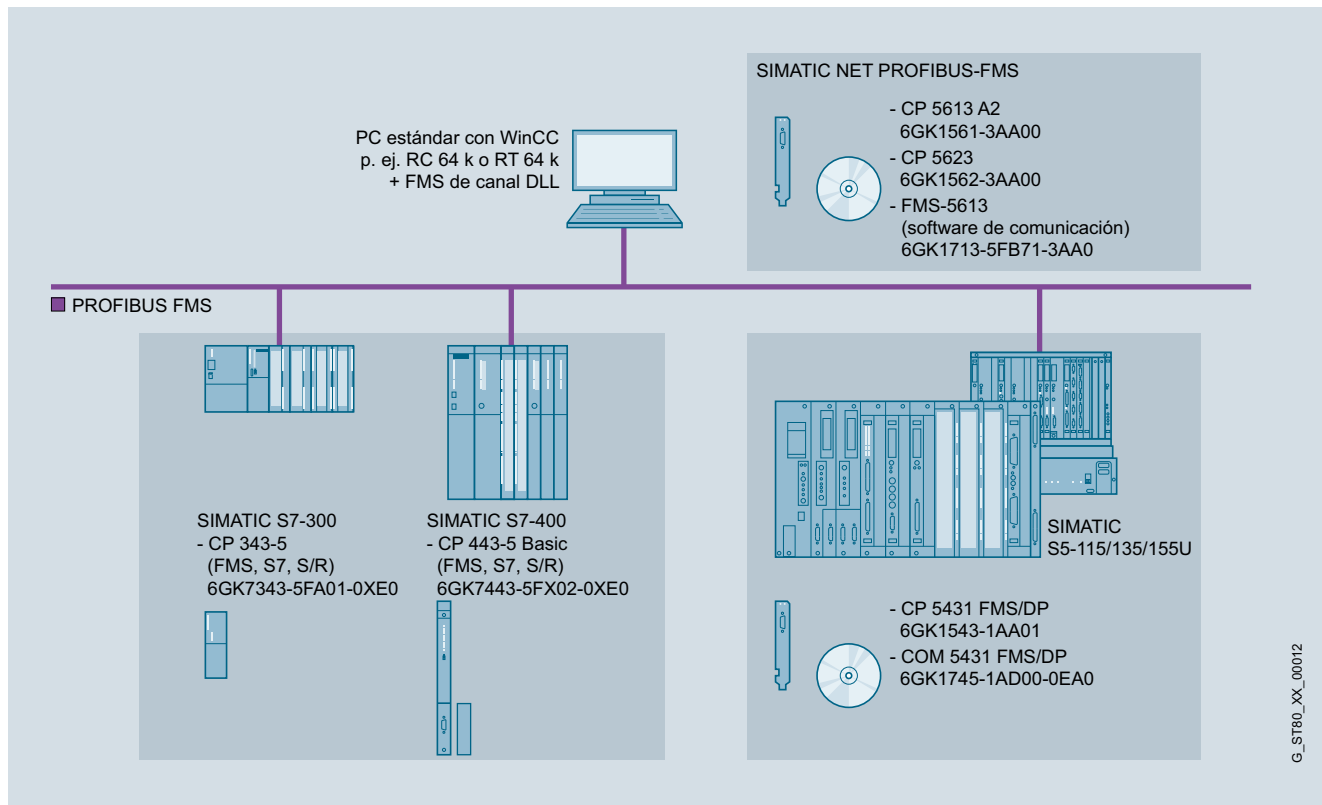 SIMATIC NET PROFIBUS-FMS
- CP 5613 A2
6GK1561-3AA00
- CP 5623
6GK1562-3AA00
- FMS-5613
(software de comunicación)
6GK1713-5FB71-3AA0
PC estándar con WinCC
p. ej. RC 64 k o RT 64 k
+ FMS de canal DLL
PROFIBUS FMS
SIMATIC S7-300
- CP 343-5
(FMS, S7, S/R)
6GK7343-5FA01-0XE0
SIMATIC S7-400
- CP 443-5 Basic
(FMS, S7, S/R)
6GK7443-5FX02-0XE0
SIMATIC
S5-115/135/155U
- CP 5431 FMS/DP
6GK1543-1AA01
- COM 5431 FMS/DP
6GK1745-1AD00-0EA0
G_ST80_XX_00012